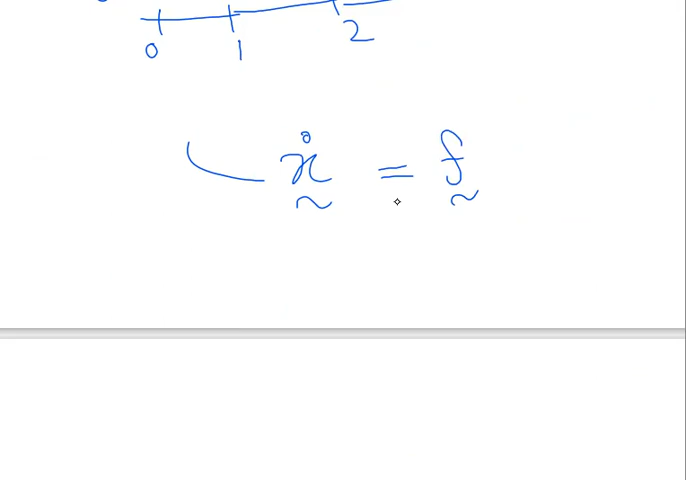 0 1 2
ẋ = f
~ ~